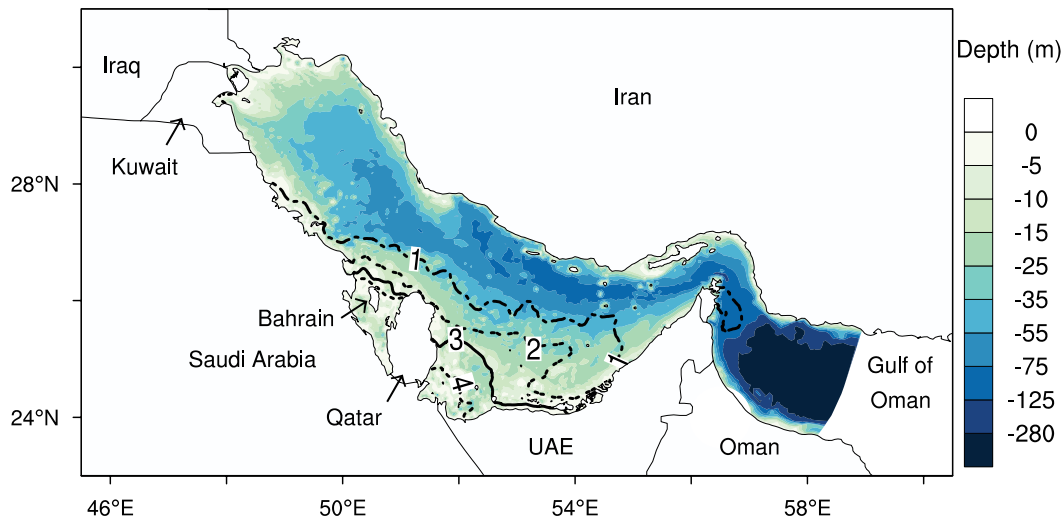 Depth (m)
Iraq
Iran
Kuwait
0
-5
-10
-15
-25
-35
-55
-75
-125
-280
28°N
24°N
1
2
3
4
1
Bahrain
Saudi Arabia
Qatar
UAE
Oman
Gulf of
Oman
46°E
50°E
54°E
58°E